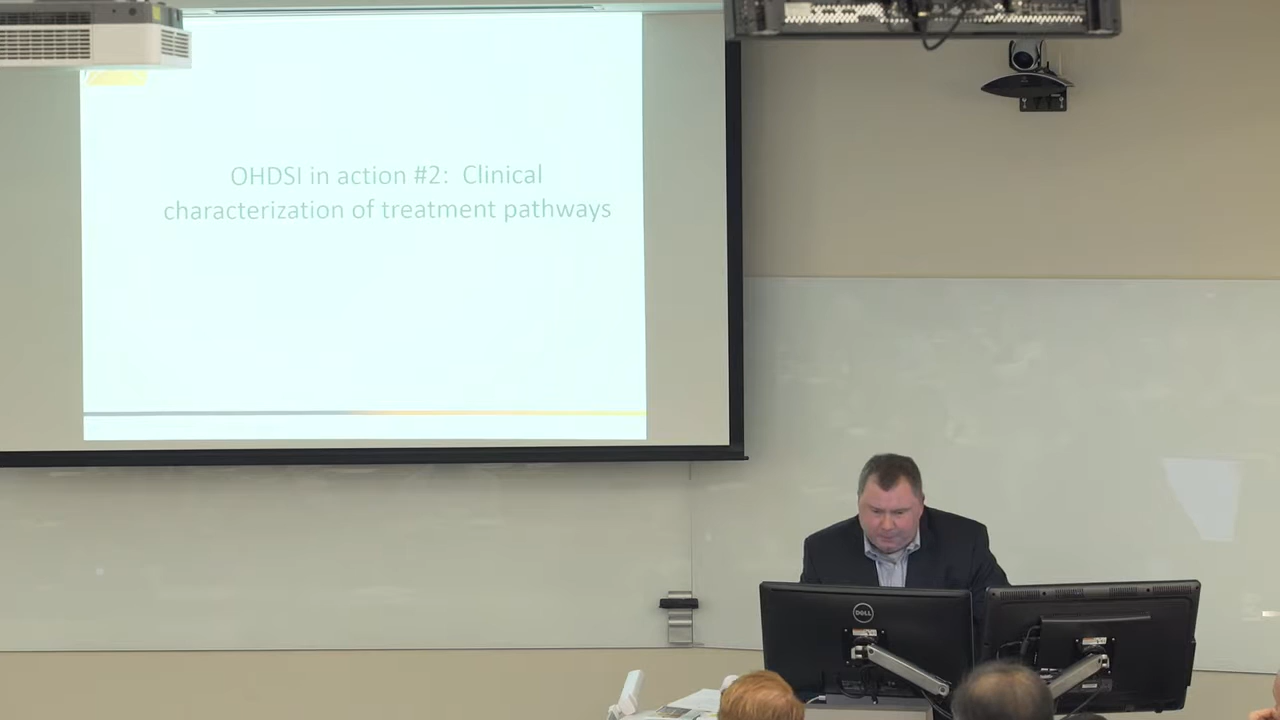 OHDSI in action #2: Clinical
characterization of treatment pathways
DELL